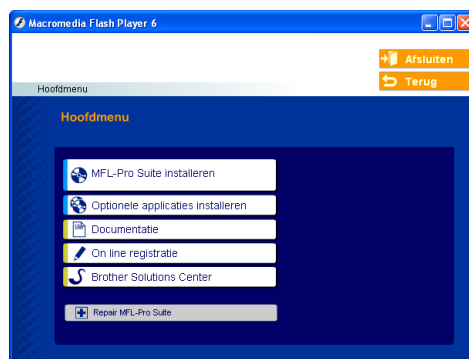 Macromedia Flash Player 6
Afsluiten
Terug
Hoofdmenu
Hoofdmenu
MFL-Pro Suite installeren
Optionele applicaties installeren
Documentatie
On line registratie
Brother Solutions Center
Repair MFL-Pro Suite